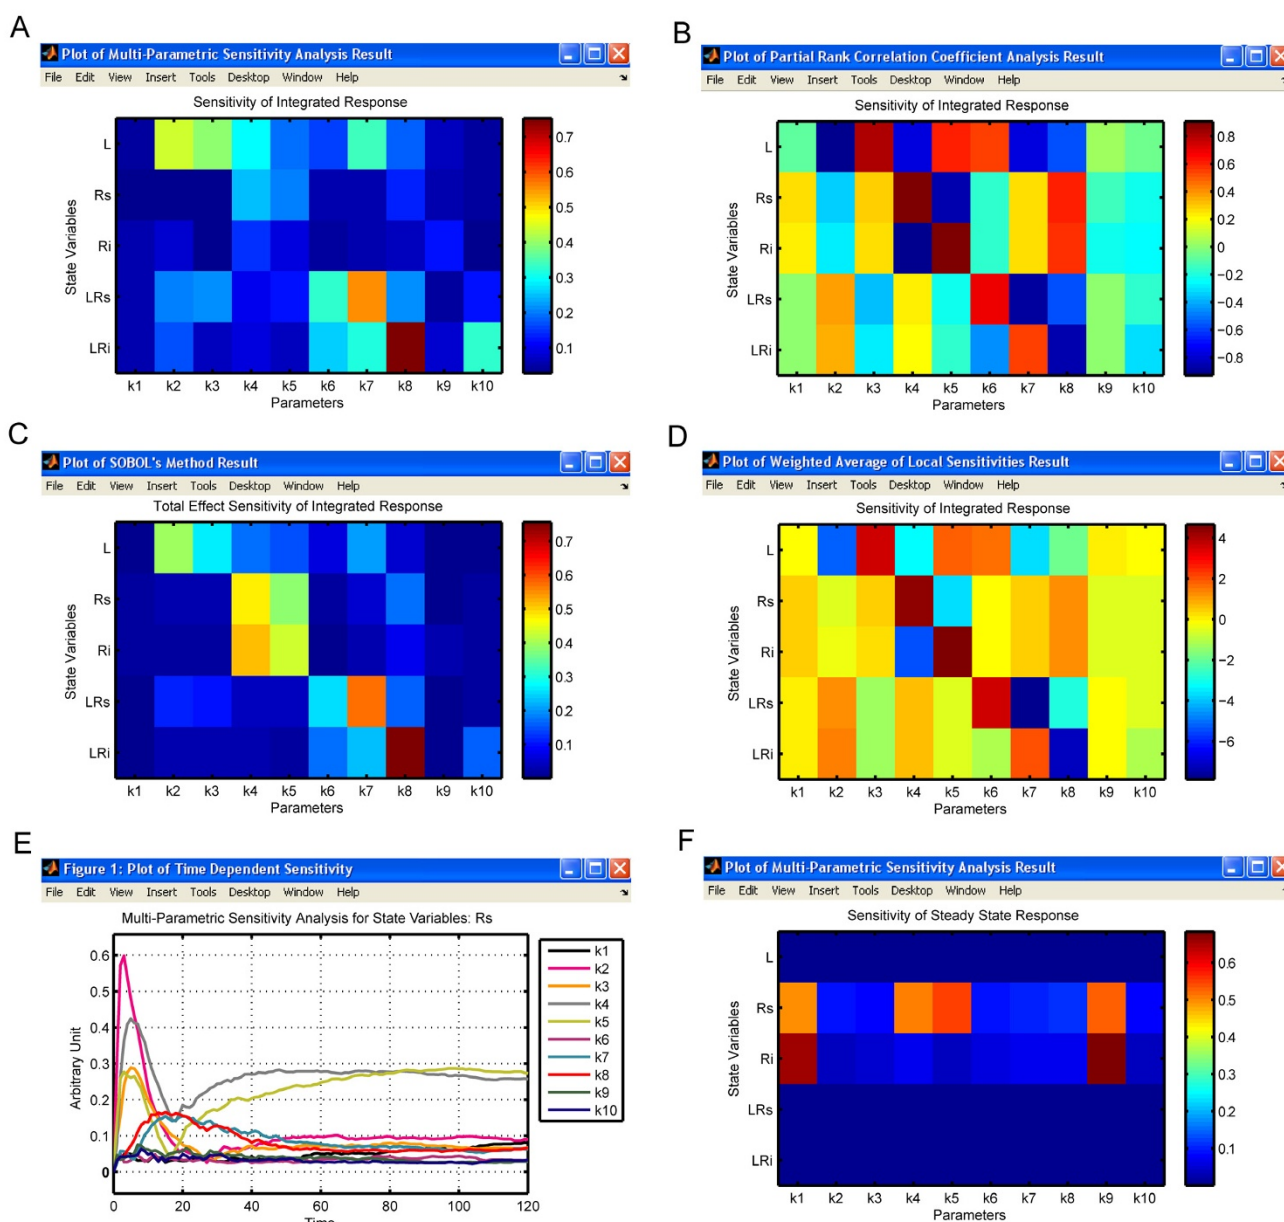 A
Plot of Multi-Parametric Sensitivity Analysis Result
File Edit View Insert Tools Desktop Window Help
Sensitivity of Integrated Response
State Variables
L
Rs
Ri
LRs
LRi
k1 k2 k3 k4 k5 k6 k7 k8 k9 k10
Parameters
0.7
0.6
0.5
0.4
0.3
0.2
0.1
B
Plot of Partial Rank Correlation Coefficient Analysis Result
File Edit View Insert Tools Desktop Window Help
Sensitivity of Integrated Response
State Variables
L
Rs
Ri
LRs
LRi
k1 k2 k3 k4 k5 k6 k7 k8 k9 k10
Parameters
0.8
0.6
0.4
0.2
0
−0.2
−0.4
−0.6
−0.8
C
Plot of SOBOL's Method Result
File Edit View Insert Tools Desktop Window Help
Total Effect Sensitivity of Integrated Response
State Variables
L
Rs
Ri
LRs
LRi
k1 k2 k3 k4 k5 k6 k7 k8 k9 k10
Parameters
0.7
0.6
0.5
0.4
0.3
0.2
0.1
D
Plot of Weighted Average of Local Sensitivities Result
File Edit View Insert Tools Desktop Window Help
Sensitivity of Integrated Response
State Variables
L
Rs
Ri
LRs
LRi
k1 k2 k3 k4 k5 k6 k7 k8 k9 k10
Parameters
4
2
0
−2
−4
−6
E
Figure 1: Plot of Time Dependent Sensitivity
File Edit View Insert Tools Desktop Window Help
Multi-Parametric Sensitivity Analysis for State Variables: Rs
Arbitrary Unit
0.6
0.5
0.4
0.3
0.2
0.1
0
0 20 40 60 80 100 120
Time
k1
k2
k3
k4
k5
k6
k7
k8
k9
k10
F
Plot of Multi-Parametric Sensitivity Analysis Result
File Edit View Insert Tools Desktop Window Help
Sensitivity of Steady State Response
State Variables
L
Rs
Ri
LRs
LRi
k1 k2 k3 k4 k5 k6 k7 k8 k9 k10
Parameters
0.6
0.5
0.4
0.3
0.2
0.1